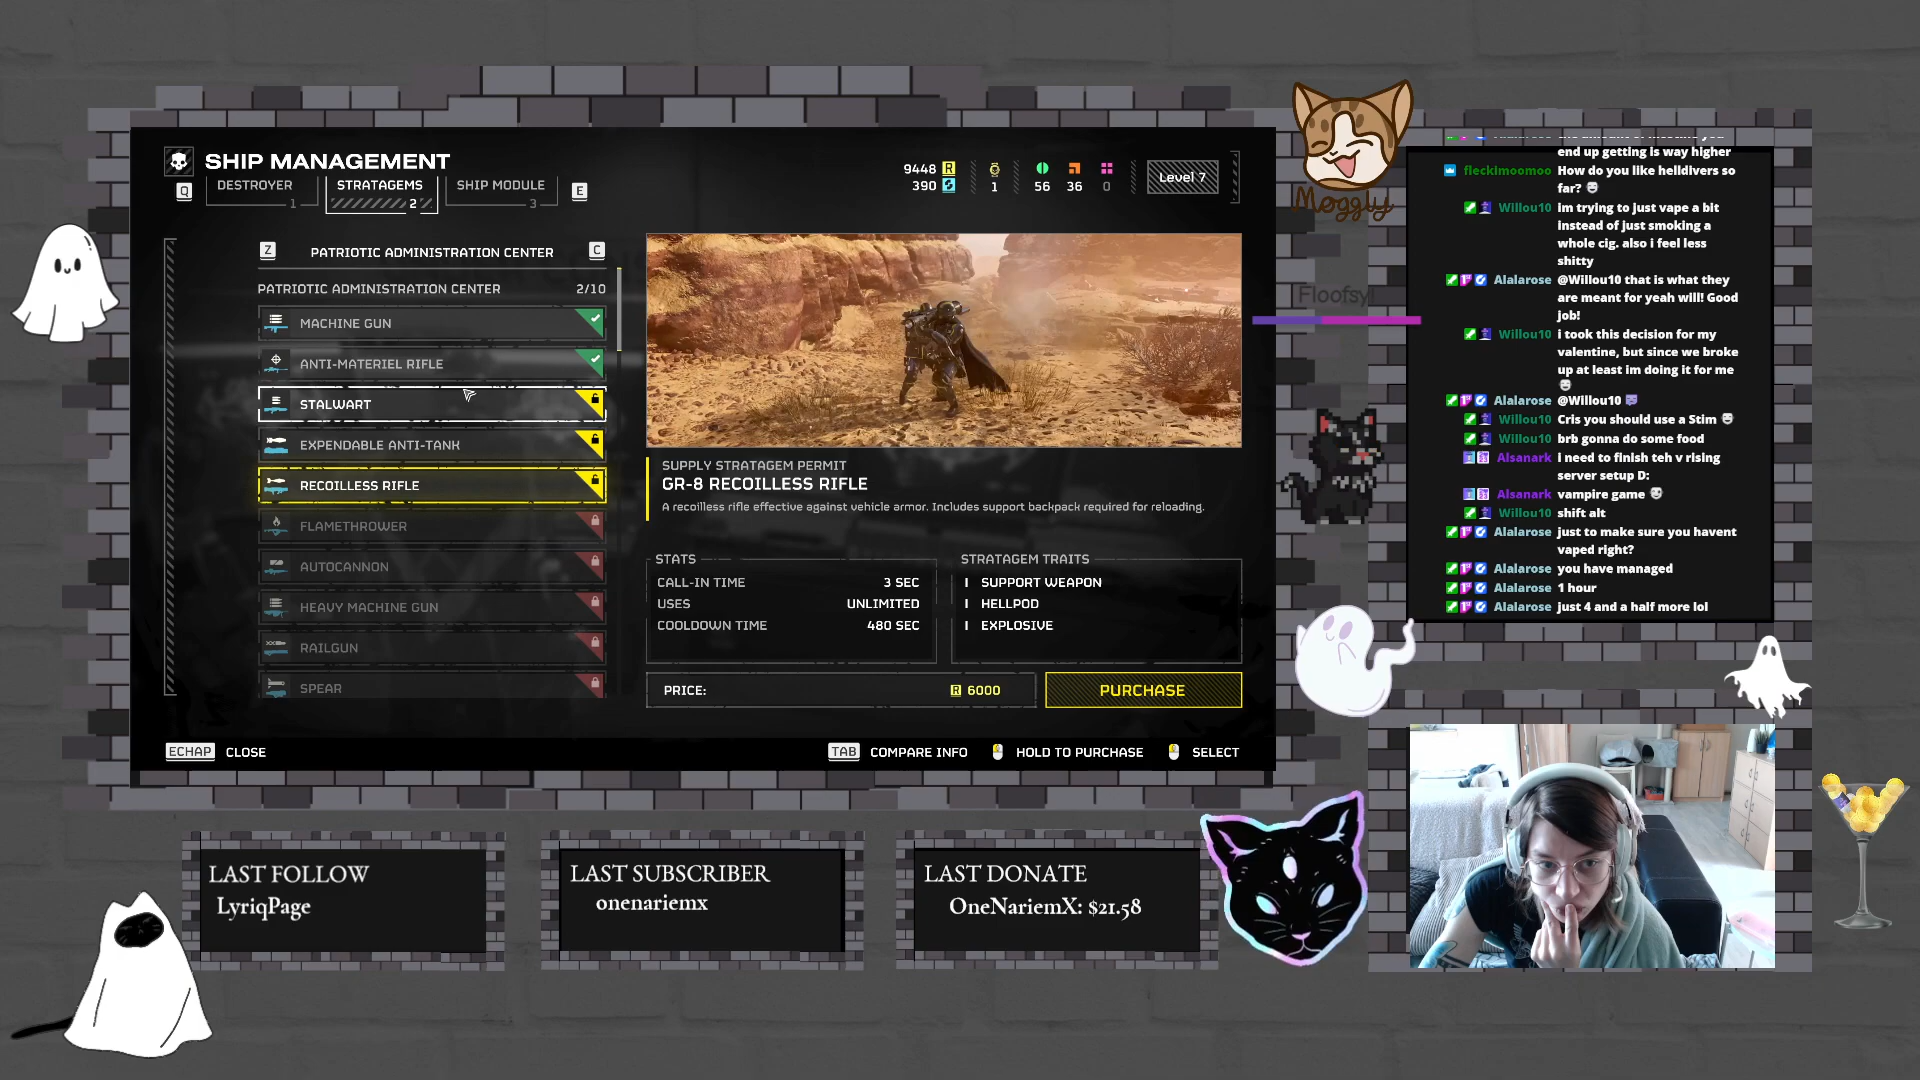 SHIP MANAGEMENT
Q
DESTROYER
1
STRATAGEMS
2
SHIP MODULE
3
E
9448 R
390 S
1
56
36
0
Level 7
Z
PATRIOTIC ADMINISTRATION CENTER
C
PATRIOTIC ADMINISTRATION CENTER 2/10
MACHINE GUN
ANTI-MATERIEL RIFLE
STALWART
EXPENDABLE ANTI-TANK
RECOILLESS RIFLE
FLAMETHROWER
AUTOCANNON
HEAVY MACHINE GUN
RAILGUN
SPEAR
SUPPLY STRATAGEM PERMIT
GR-8 RECOILLESS RIFLE
A recoilless rifle effective against vehicle armor. Includes support backpack required for reloading.
STATS
CALL-IN TIME 3 SEC
USES UNLIMITED
COOLDOWN TIME 480 SEC
STRATAGEM TRAITS
SUPPORT WEAPON
HELLPOD
EXPLOSIVE
PRICE: R 6000
PURCHASE
ECHAP CLOSE
TAB COMPARE INFO
HOLD TO PURCHASE
SELECT
Møggly
Floofsy
end up getting is way higher
fleckimoomoo How do you like helldivers so
far?
Willou10 im trying to just vape a bit
instead of just smoking a
whole cig. also i feel less
shitty
Alalarose @Willou10 that is what they
are meant for yeah will! Good
job!
Willou10 i took this decision for my
valentine, but since we broke
up at least im doing it for me
Alalarose @Willou10
Willou10 Cris you should use a Stim
Willou10 brb gonna do some food
Alsanark i need to finish teh v rising
server setup D:
Alsanark vampire game
Willou10 shift alt
Alalarose just to make sure you havent
vaped right?
Alalarose you have managed
Alalarose 1 hour
Alalarose just 4 and a half more lol
LAST FOLLOW
LyriqPage
LAST SUBSCRIBER
onenariemx
LAST DONATE
OneNariemX: $21.58